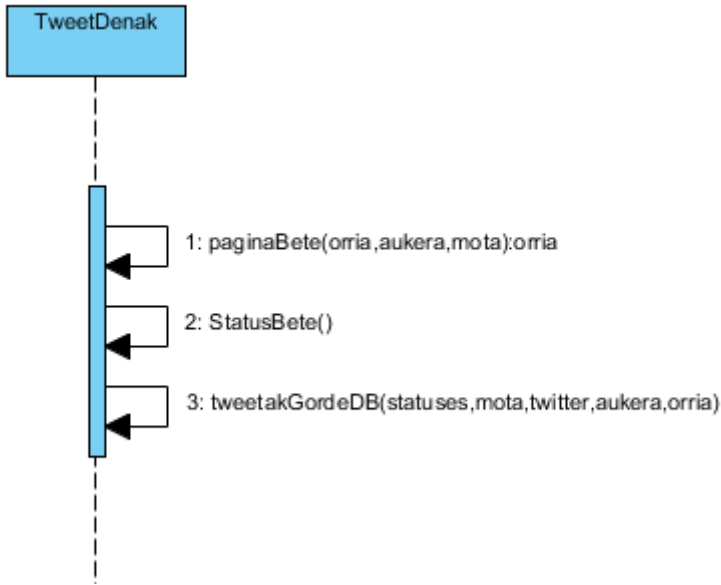 TweetDenak
1: paginaBete(orria,aukera,mota):orria
2: StatusBete()
3: tweetakGordeDB(statuses,mota,twitter,aukera,orria)